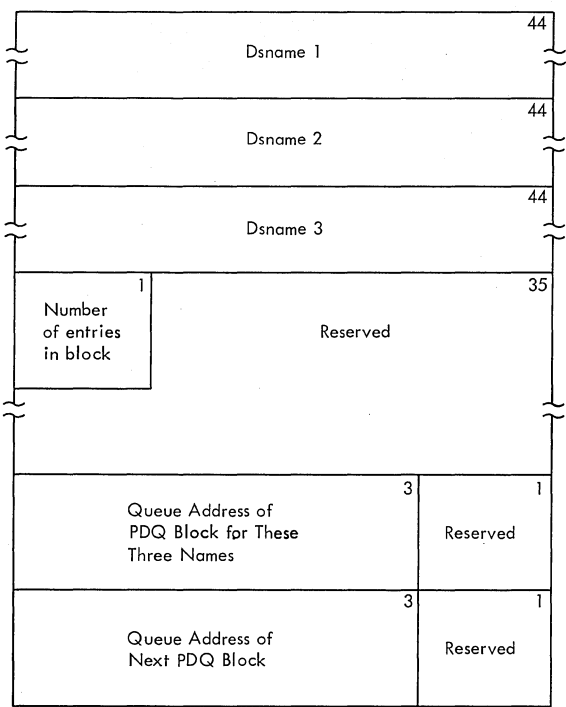 44
Dsname 1
44
Dsname 2
44
Dsname 3
1
35
Number
of entries
in block
Reserved
3
1
Queue Address of
PDQ Block for These
Three Names
Reserved
3
1
Queue Address of
Next PDQ Block
Reserved